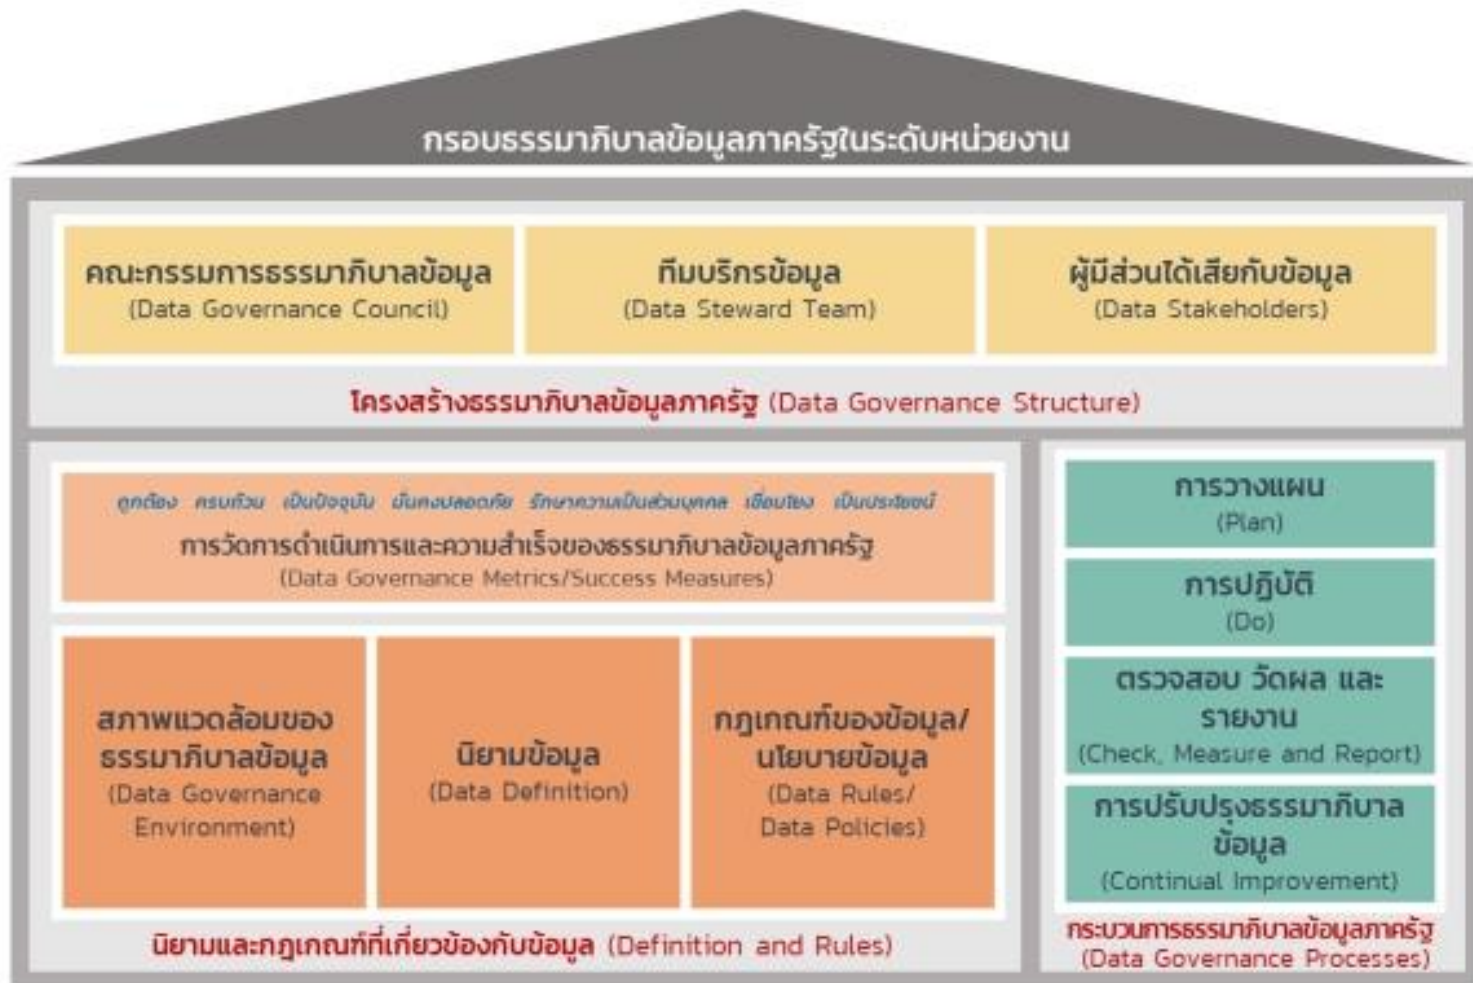 กรอบธรรมาภิบาลข้อมูลภาครัฐในระดับหน่วยงาน
คณะกรรมการธรรมาภิบาลข้อมูล
(Data Governance Council)
ทีมบริกรข้อมูล
(Data Steward Team)
ผู้มีส่วนได้เสียกับข้อมูล
(Data Stakeholders)
โครงสร้างธรรมาภิบาลข้อมูลภาครัฐ (Data Governance Structure)
ถูกต้อง ครบถ้วน เป็นปัจจุบัน มั่นคงปลอดภัย รักษาความเป็นส่วนบุคคล เชื่อมโยง เป็นประโยชน์
การวัดการดำเนินการและความสำเร็จของธรรมาภิบาลข้อมูลภาครัฐ
(Data Governance Metrics/Success Measures)
สภาพแวดล้อมของ
ธรรมาภิบาลข้อมูล
(Data Governance
Environment)
นิยามข้อมูล
(Data Definition)
กฎเกณฑ์ของข้อมูล/
นโยบายข้อมูล
(Data Rules/
Data Policies)
นิยามและกฎเกณฑ์ที่เกี่ยวข้องกับข้อมูล (Definition and Rules)
การวางแผน
(Plan)
การปฏิบัติ
(Do)
ตรวจสอบ วัดผล และ
รายงาน
(Check, Measure and Report)
การปรับปรุงธรรมาภิบาล
ข้อมูล
(Continual Improvement)
กระบวนการธรรมาภิบาลข้อมูลภาครัฐ
(Data Governance Processes)